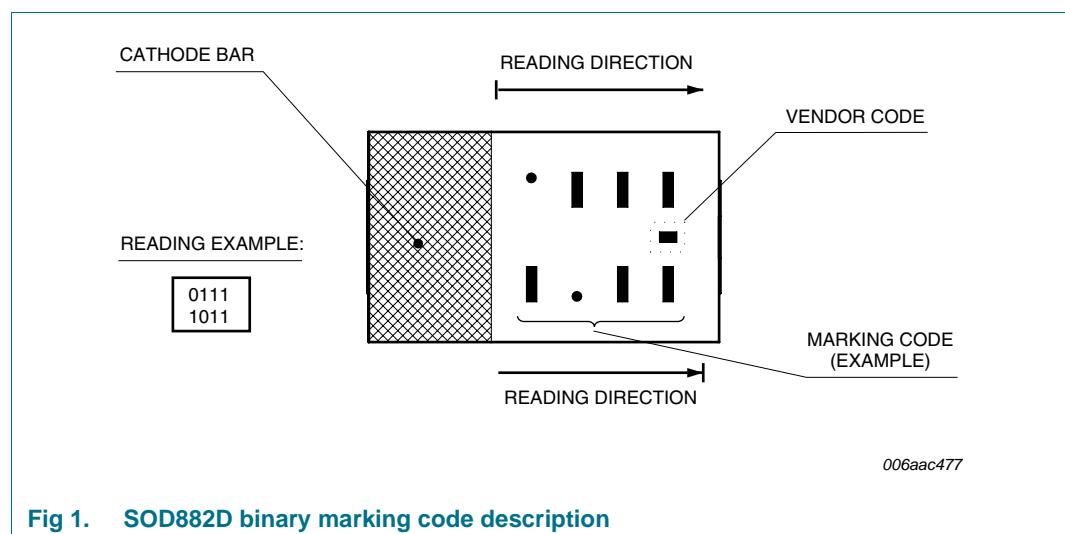 CATHODE BAR
READING DIRECTION
VENDOR CODE
READING EXAMPLE:
0111
1011
MARKING CODE
(EXAMPLE)
READING DIRECTION
006aac477
Fig 1. SOD882D binary marking code description